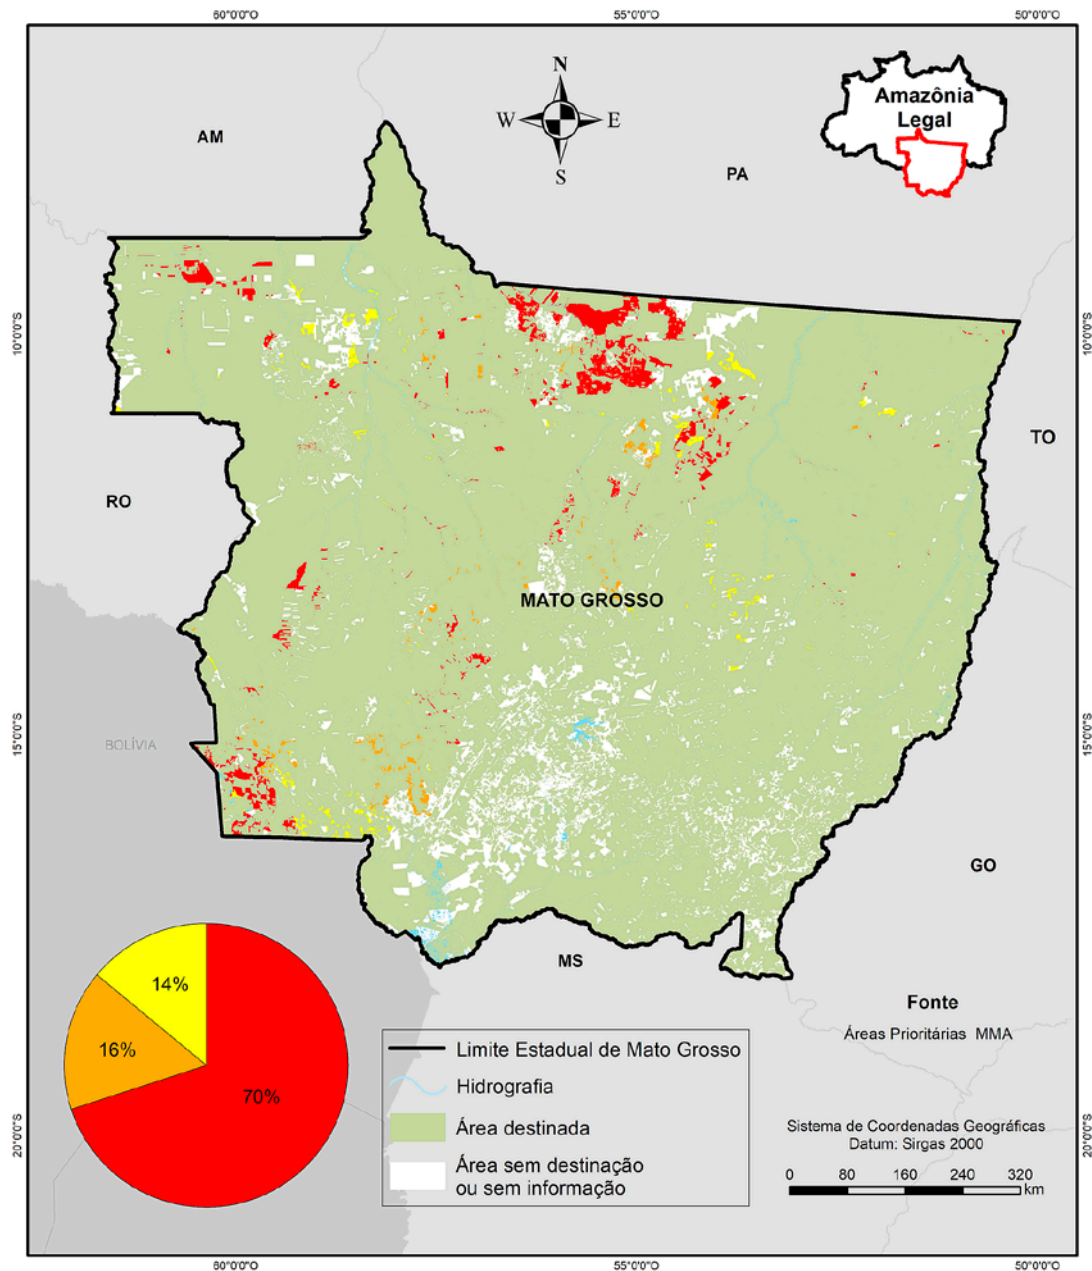 60°0'0"O
55°0'0"O
50°0'0"O
N
W
E
S
Amazônia
Legal
AM
PA
10°0'0"S
10°0'0"S
TO
RO
MATO GROSSO
15°0'0"S
15°0'0"S
BOLÍVIA
GO
MS
14%
16%
70%
Fonte
Áreas Prioritárias MMA
Limite Estadual de Mato Grosso
Hidrografia
Área destinada
Área sem destinação
ou sem informação
Sistema de Coordenadas Geográficas
Datum: Sirgas 2000
0 80 160 240 320
km
20°0'0"S
20°0'0"S
60°0'0"O
55°0'0"O
50°0'0"O